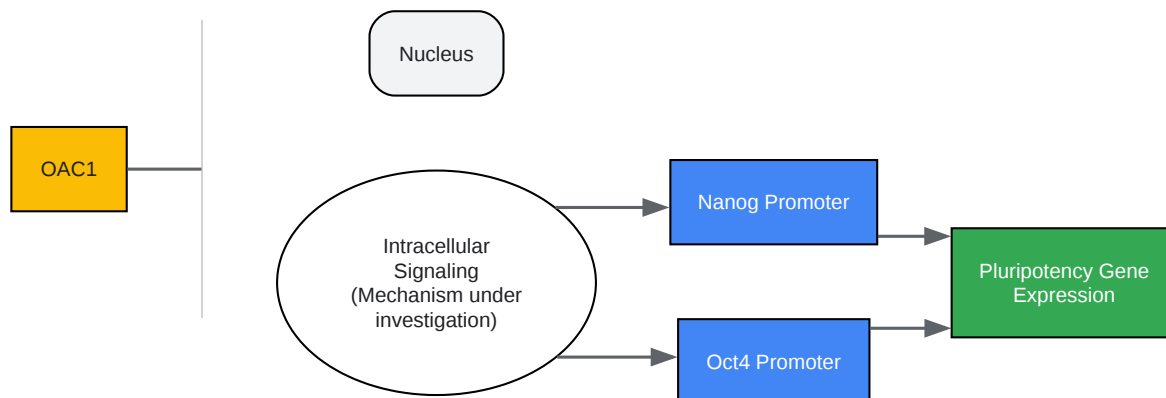 Nucleus
OAC1
Intracellular
Signaling
(Mechanism under
investigation)
Nanog Promoter
Oct4 Promoter
Pluripotency Gene
Expression